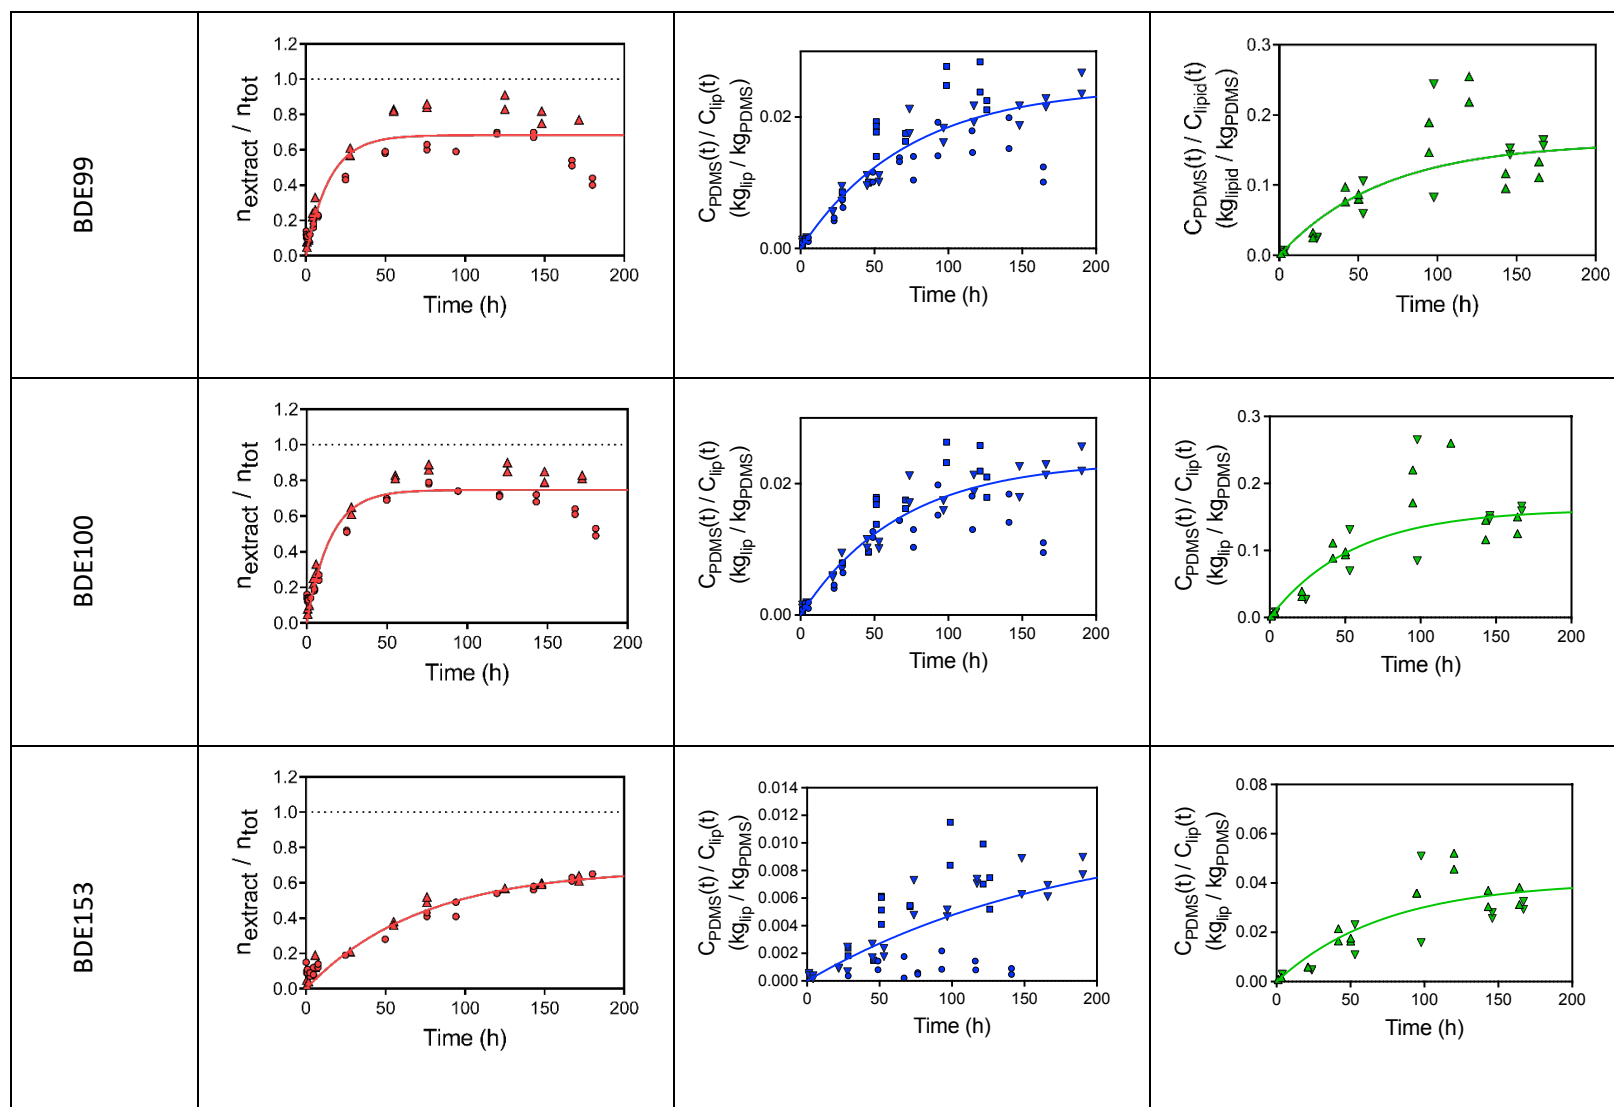 BDE99
1.2
1.0
0.8
0.6
0.4
0.2
0.0
0 50 100 150 200
Time (h)
nextract / ntot
0.02
0.00
0 50 100 150 200
Time (h)
CPDMS(t) / Clip(t)
(kglip / kgPDMS)
0.3
0.2
0.1
0.0
0 50 100 150 200
Time (h)
CPDMS(t) / Clipid(t)
(kglipid / kgPDMS)
BDE100
1.2
1.0
0.8
0.6
0.4
0.2
0.0
0 50 100 150 200
Time (h)
nextract / ntot
0.02
0.00
0 50 100 150 200
Time (h)
CPDMS(t) / Clip(t)
(kglip / kgPDMS)
0.3
0.2
0.1
0.0
0 50 100 150 200
Time (h)
CPDMS(t) / Clip(t)
(kglip / kgPDMS)
BDE153
1.2
1.0
0.8
0.6
0.4
0.2
0.0
0 50 100 150 200
Time (h)
nextract / ntot
0.014
0.012
0.010
0.008
0.006
0.004
0.002
0.000
0 50 100 150 200
Time (h)
CPDMS(t) / Clip(t)
(kglip / kgPDMS)
0.08
0.06
0.04
0.02
0.00
0 50 100 150 200
Time (h)
CPDMS(t) / Clip(t)
(kglip / kgPDMS)